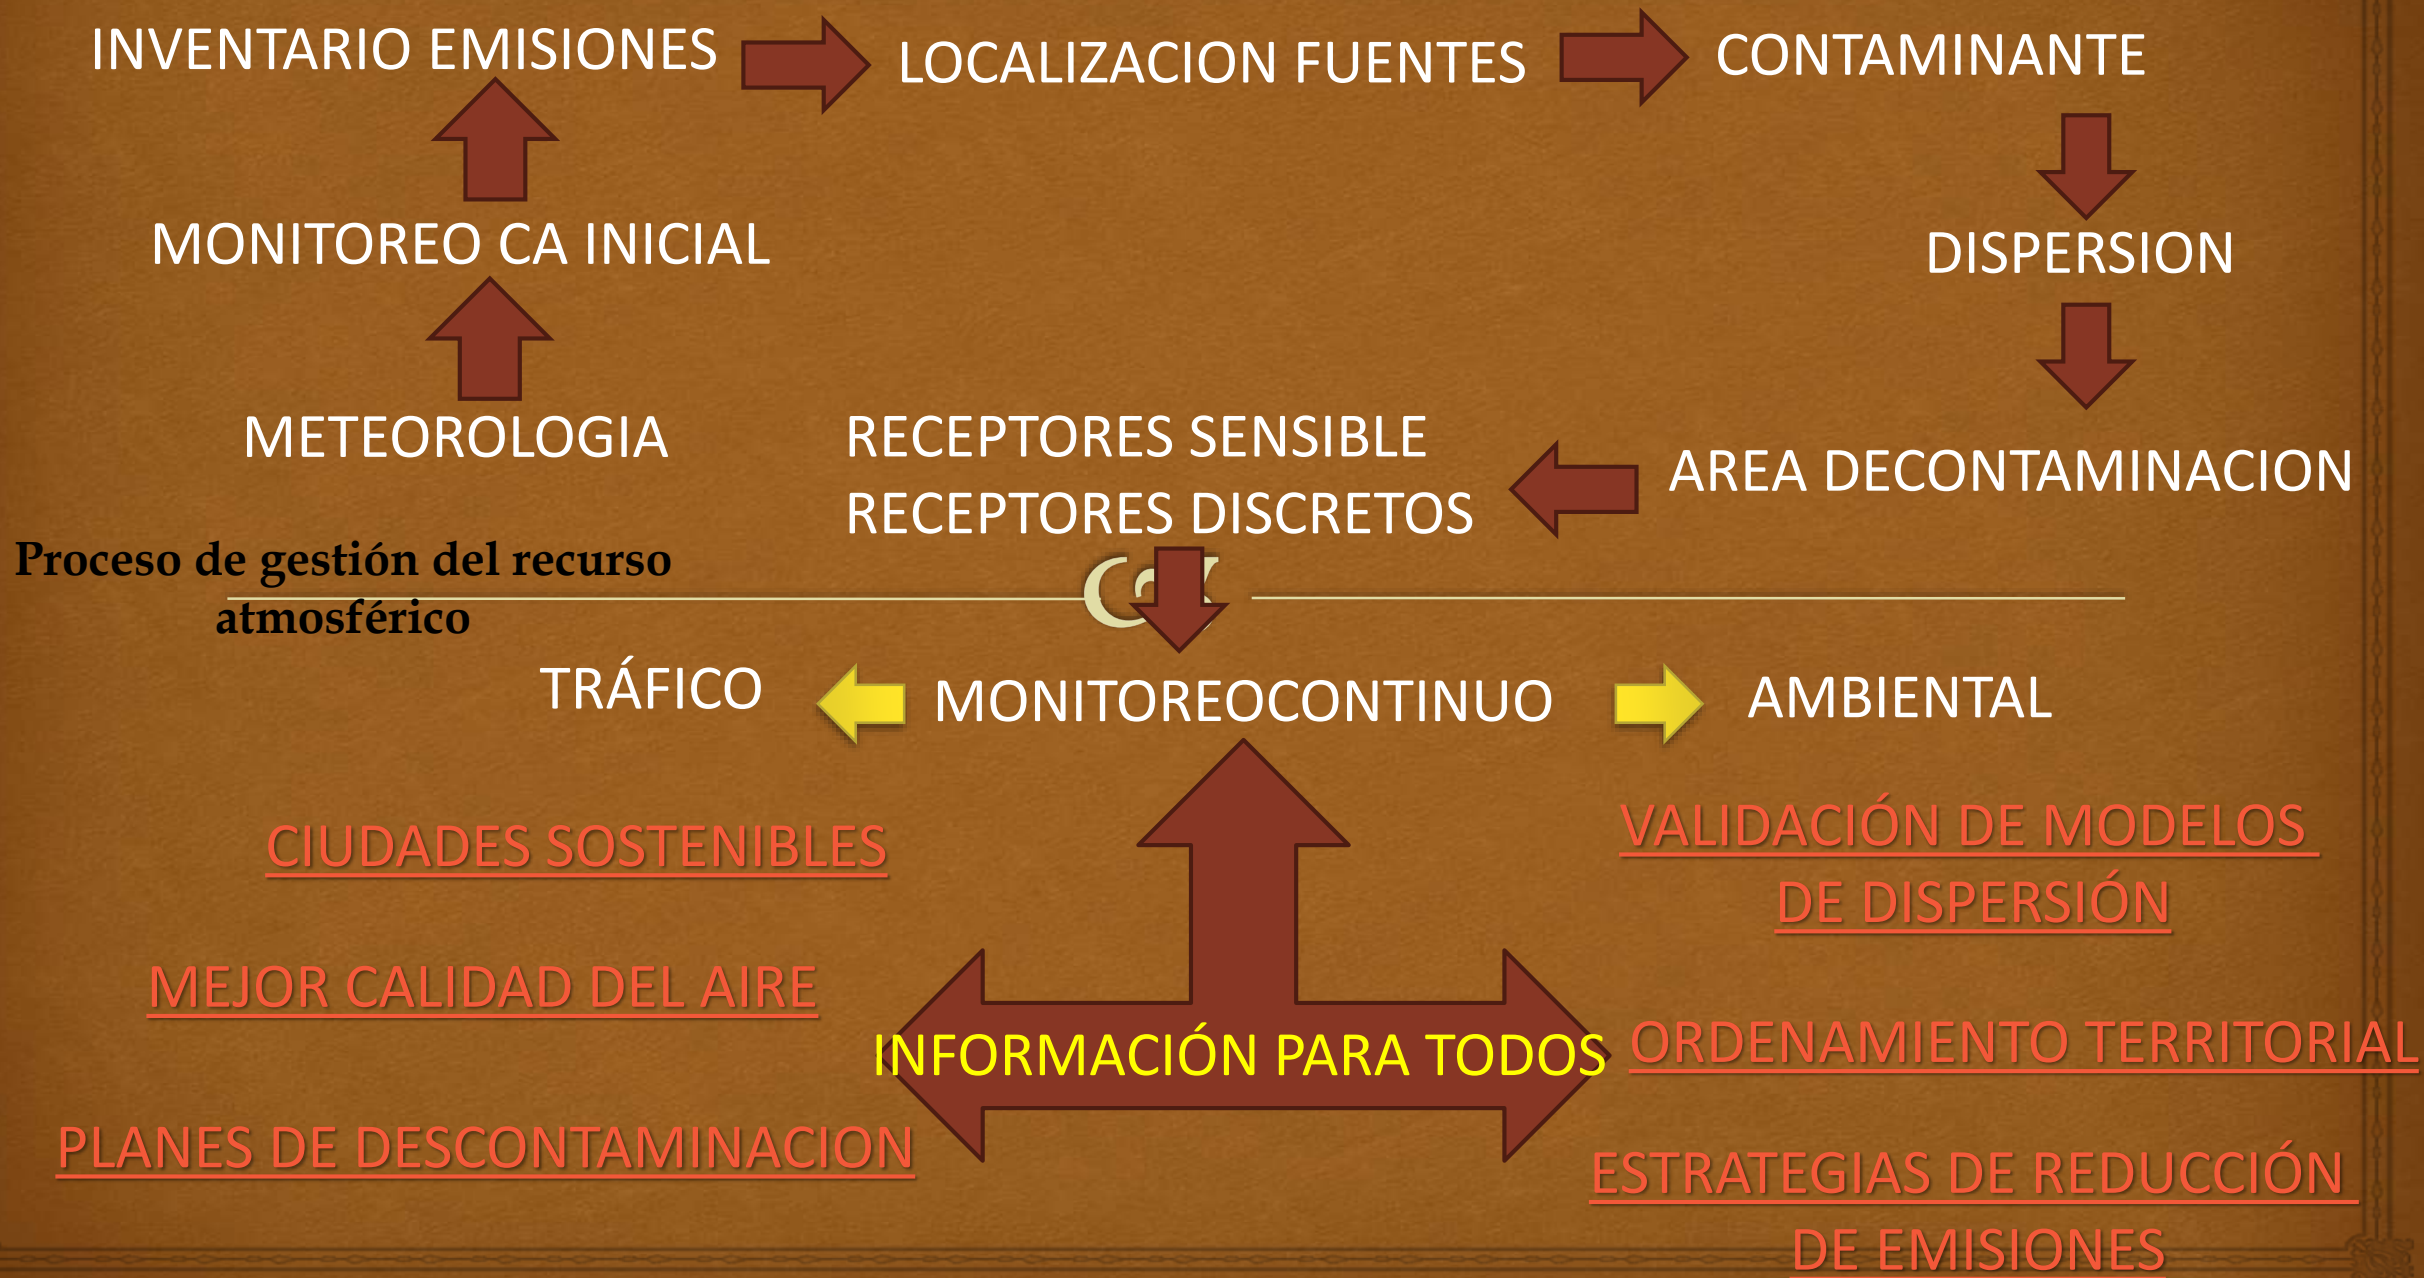 INVENTARIO EMISIONES
LOCALIZACION FUENTES
CONTAMINANTE
MONITOREO CA INICIAL
DISPERSION
METEOROLOGIA
RECEPTORES SENSIBLE
RECEPTORES DISCRETOS
AREA DECONTAMINACION
Proceso de gestión del recurso
atmosférico
TRÁFICO
MONITOREOCONTINUO
AMBIENTAL
CIUDADES SOSTENIBLES
VALIDACIÓN DE MODELOS
DE DISPERSIÓN
MEJOR CALIDAD DEL AIRE
INFORMACIÓN PARA TODOS
ORDENAMIENTO TERRITORIAL
PLANES DE DESCONTAMINACION
ESTRATEGIAS DE REDUCCIÓN
DE EMISIONES